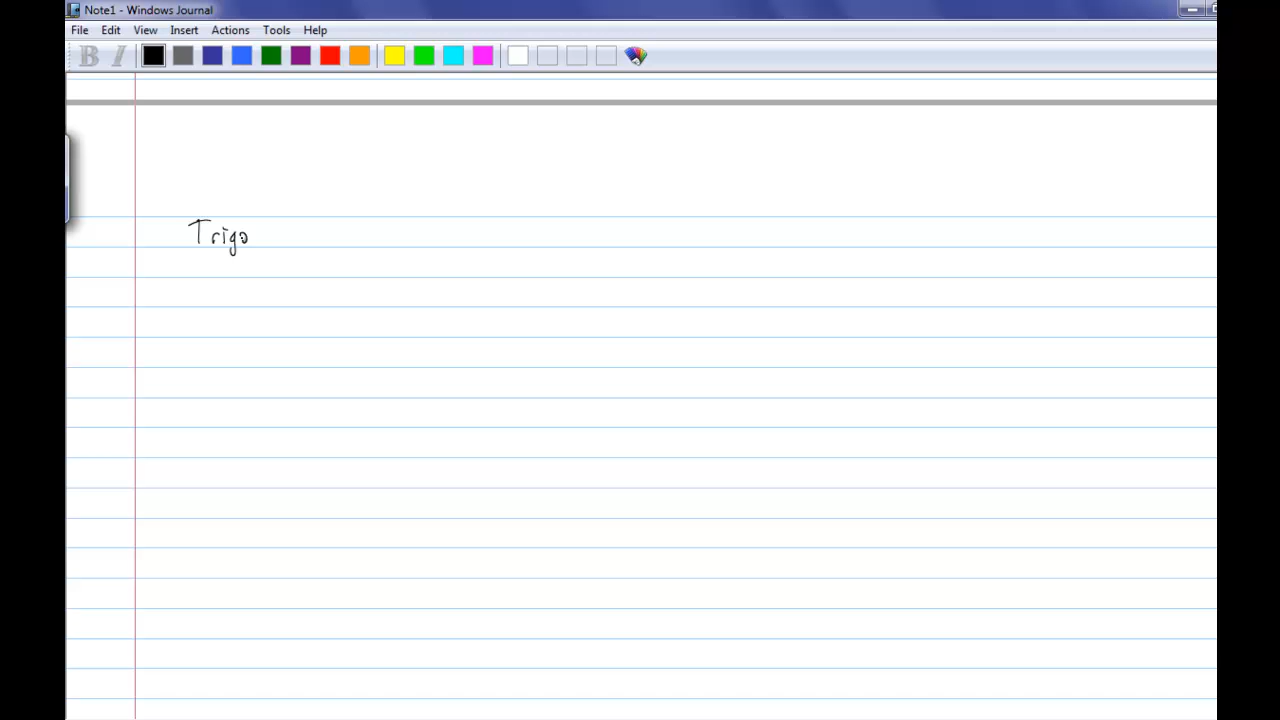 Note1 - Windows Journal
File Edit View Insert Actions Tools Help
B I
Trigo